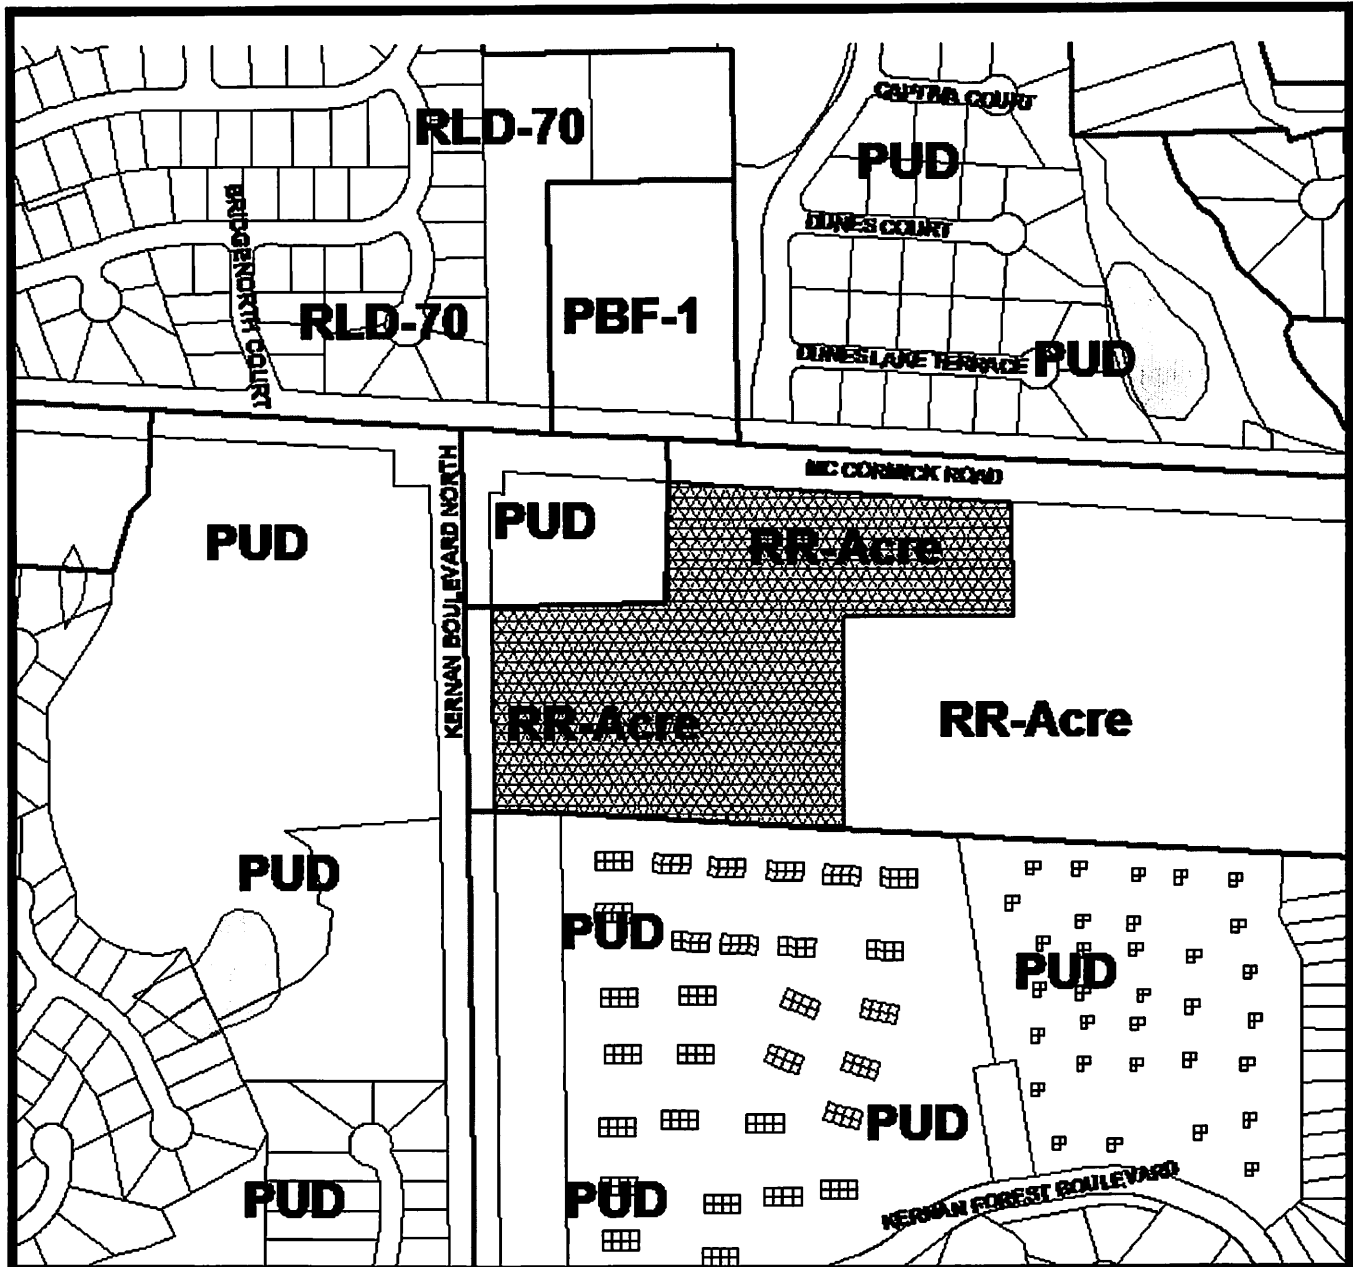 CAPTIVA COURT
RLD-70
PUD
DUNES COURT
BRIDGENORTH COURT
RLD-70
PBF-1
DUNES LAKE TERRACE
PUD
MC CORMICK ROAD
KERNAN BOULEVARD NORTH
PUD
PUD
RR-Acre
RR-Acre
RR-Acre
PUD
PUD
PUD
PUD
PUD
PUD
KERNAN FOREST BOULEVARD